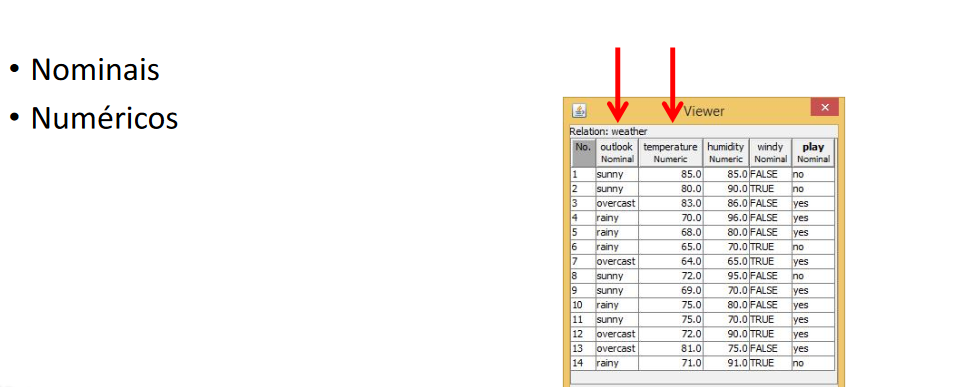 • Nominais
• Numéricos
Viewer
Relation: weather
No. outlook temperature humidity windy play
Nominal Numeric Numeric Nominal Nominal
1 sunny 85.0 85.0 FALSE no
2 sunny 80.0 90.0 TRUE no
3 overcast 83.0 86.0 FALSE yes
4 rainy 70.0 96.0 FALSE yes
5 rainy 68.0 80.0 FALSE yes
6 rainy 65.0 70.0 TRUE no
7 overcast 64.0 65.0 TRUE yes
8 sunny 72.0 95.0 FALSE no
9 sunny 69.0 70.0 FALSE yes
10 rainy 75.0 80.0 FALSE yes
11 sunny 75.0 70.0 TRUE yes
12 overcast 72.0 90.0 TRUE yes
13 overcast 81.0 75.0 FALSE yes
14 rainy 71.0 91.0 TRUE no